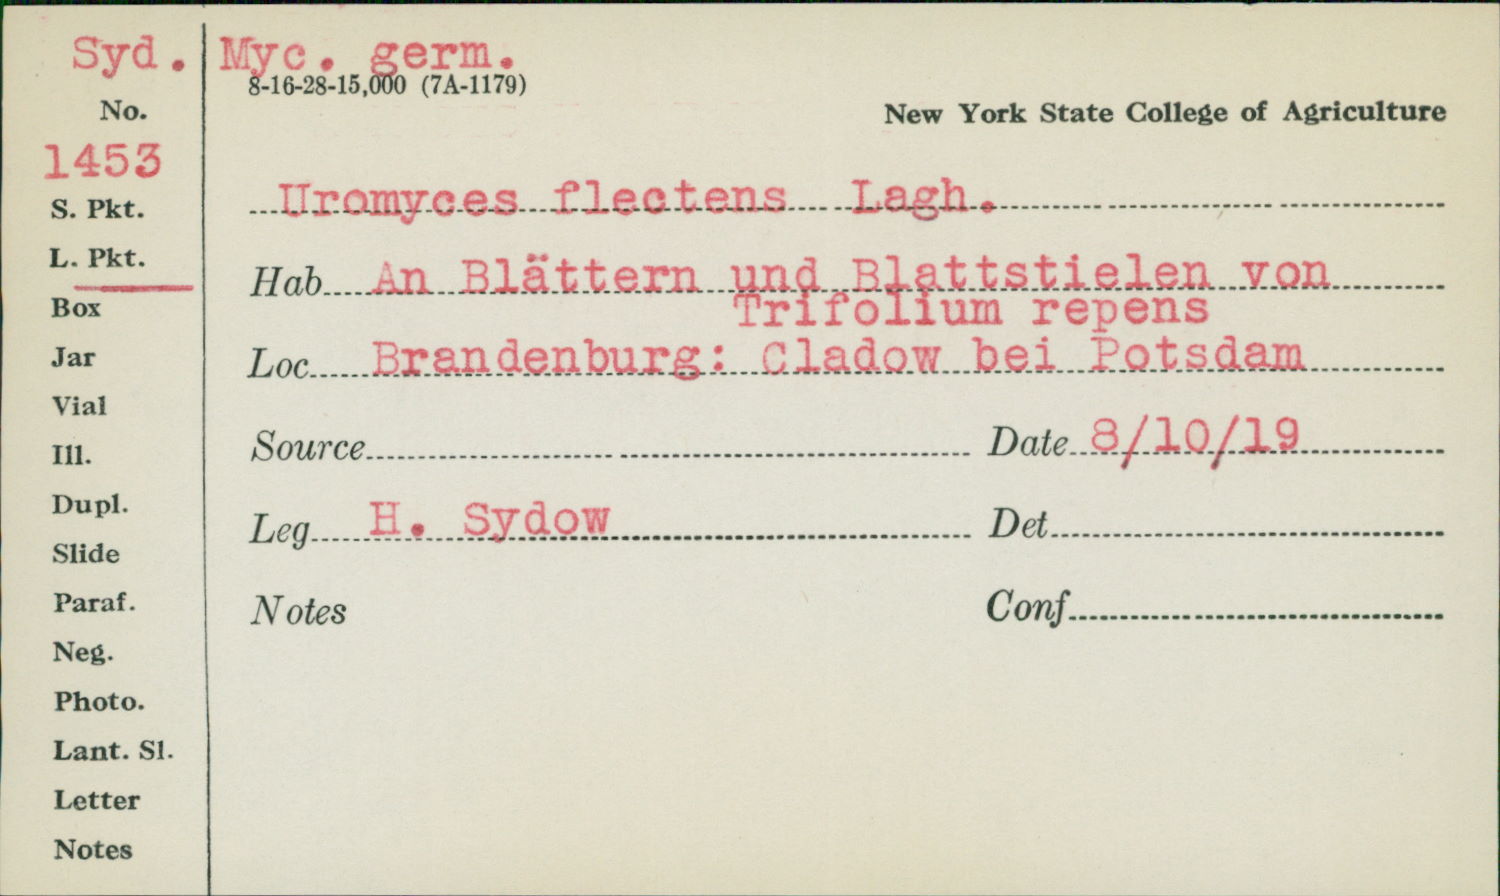 Syd. Myc. germ.
8-16-28-15,000 (7A-1179)
No.
New York State College of Agriculture
1453
Uromyces flectens Lagh.
S. Pkt.
L. Pkt.
Hab An Blättern und Blattstielen von
Trifolium repens
Box
Jar
Loc Brandenburg: Cladow bei Potsdam
Vial
Source Date 8/10/19
Ill.
Dupl.
Leg H. Sydow Det
Slide
Paraf.
Notes Conf
Neg.
Photo.
Lant. Sl.
Letter
Notes